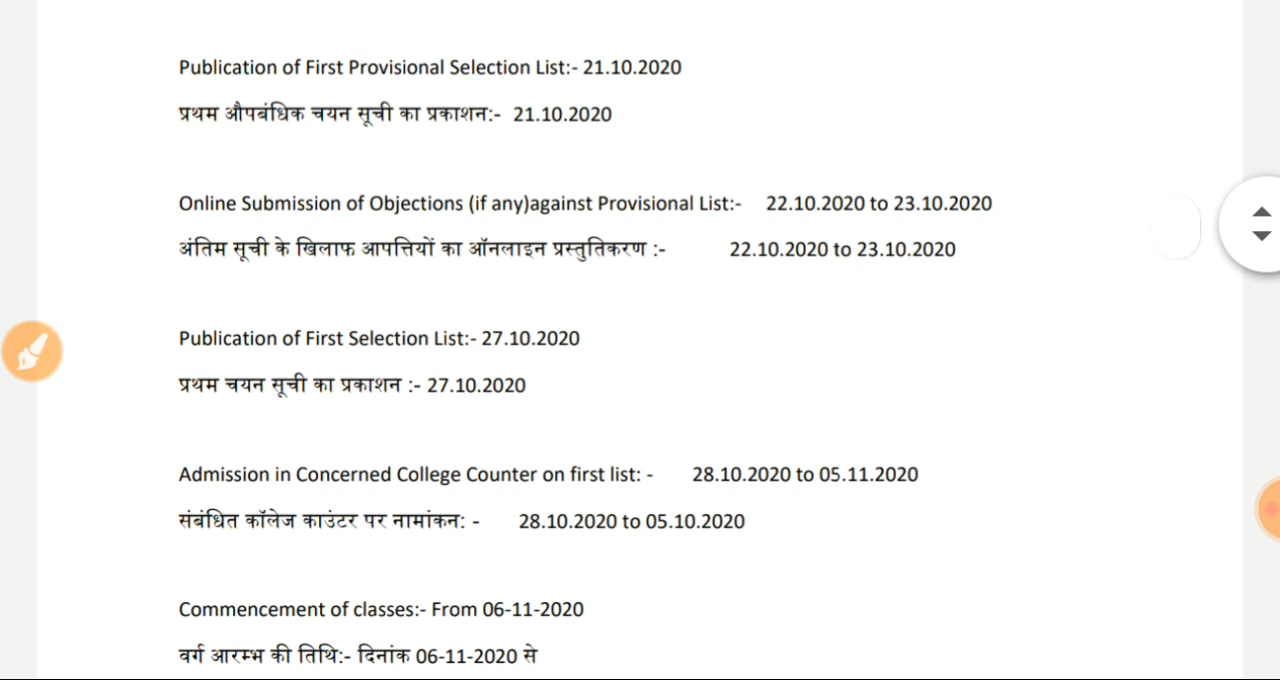 Publication of First Provisional Selection List:- 21.10.2020
प्रथम औपबंधिक चयन सूची का प्रकाशन:- 21.10.2020
Online Submission of Objections (if any)against Provisional List:- 22.10.2020 to 23.10.2020
अंतिम सूची के खिलाफ आपत्तियों का ऑनलाइन प्रस्तुतिकरण :- 22.10.2020 to 23.10.2020
Publication of First Selection List:- 27.10.2020
प्रथम चयन सूची का प्रकाशन :- 27.10.2020
Admission in Concerned College Counter on first list: - 28.10.2020 to 05.11.2020
संबंधित कॉलेज काउंटर पर नामांकन: - 28.10.2020 to 05.10.2020
Commencement of classes:- From 06-11-2020
वर्ग आरम्भ की तिथि:- दिनांक 06-11-2020 से